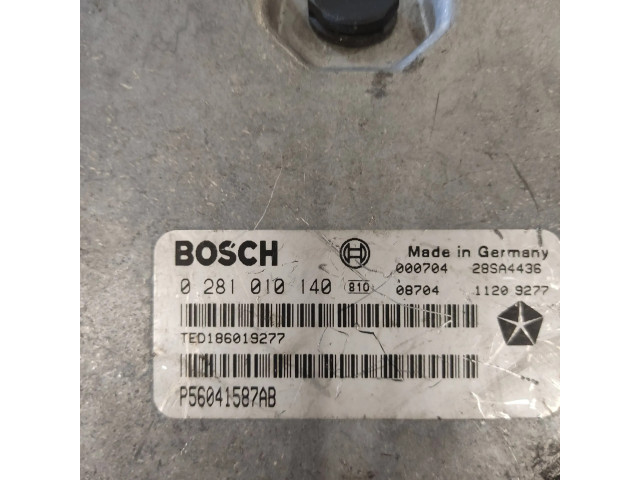 BOSCH Made in Germany
000704 28SA4436
0 281 010 140 810 08704 1120 9277
TED186019277
P56041587AB